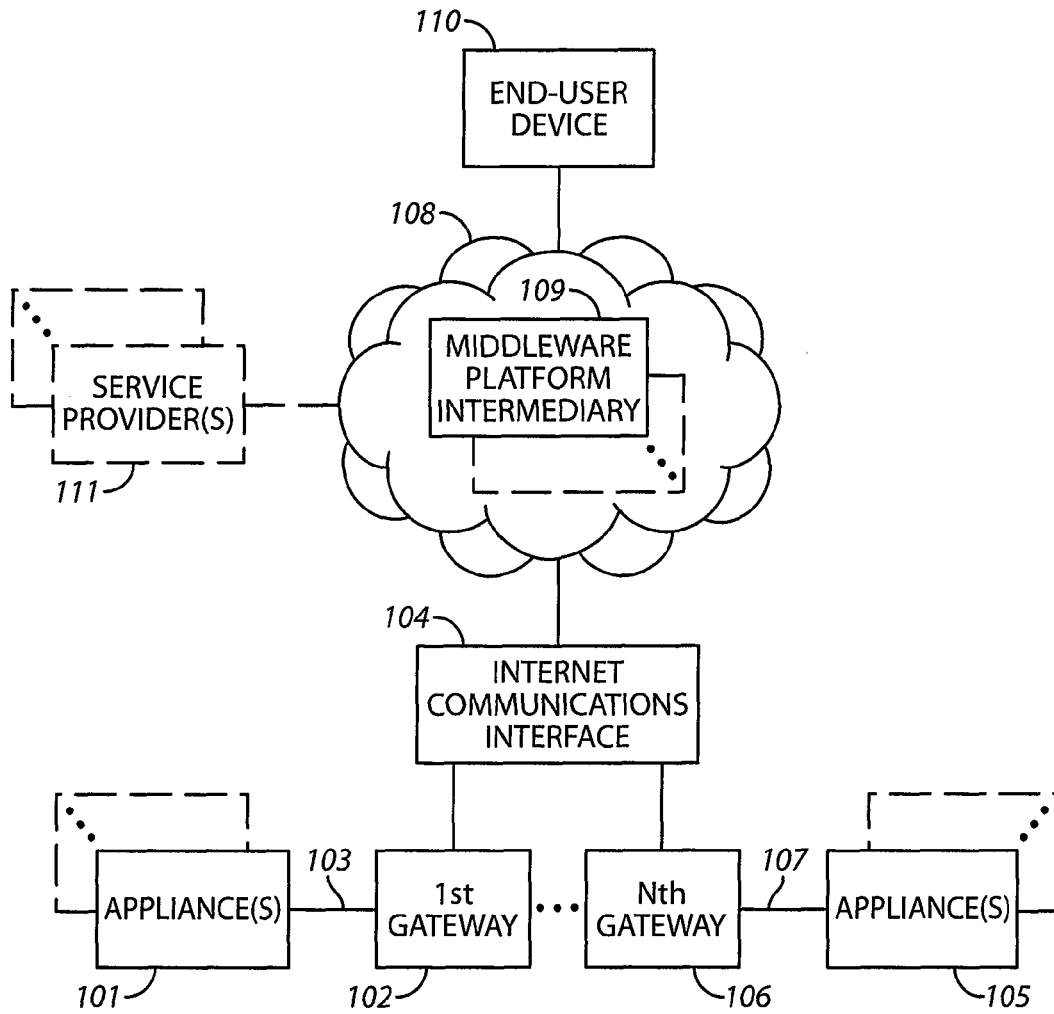 110
END-USER
DEVICE
108
109
MIDDLEWARE
PLATFORM
INTERMEDIARY
SERVICE
PROVIDER(S)
111
104
INTERNET
COMMUNICATIONS
INTERFACE
103
107
APPLIANCE(S)
1st
GATEWAY
Nth
GATEWAY
APPLIANCE(S)
101
102
106
105